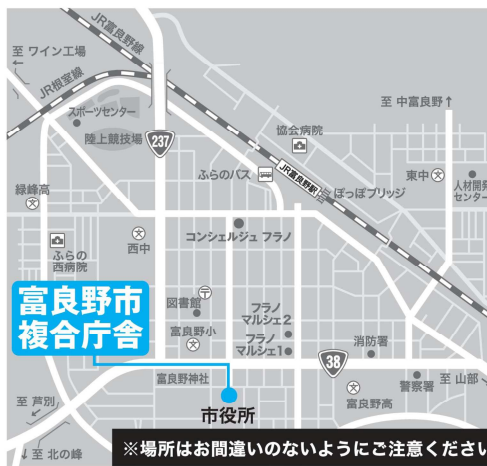 JR富良野線
至 ワイン工場
JR根室線
至 中富良野
スポーツセンター
陸上競技場
237
協会病院
JR富良野駅
ふらのバス
ぽっぽブリッジ
東中
文
人材開発
センター
緑峰高
文
文
西中
コンシェルジュ フラノ
ふらの
西病院
富良野市
複合庁舎
図書館
〒
フラノ
マルシェ2
富良野小
文
フラノ
マルシェ1
38
消防署
富良野神社
文
富良野高
警察署
至 山部
至 芦別
市役所
至 北の峰
※場所はお間違いのないようにご注意ください